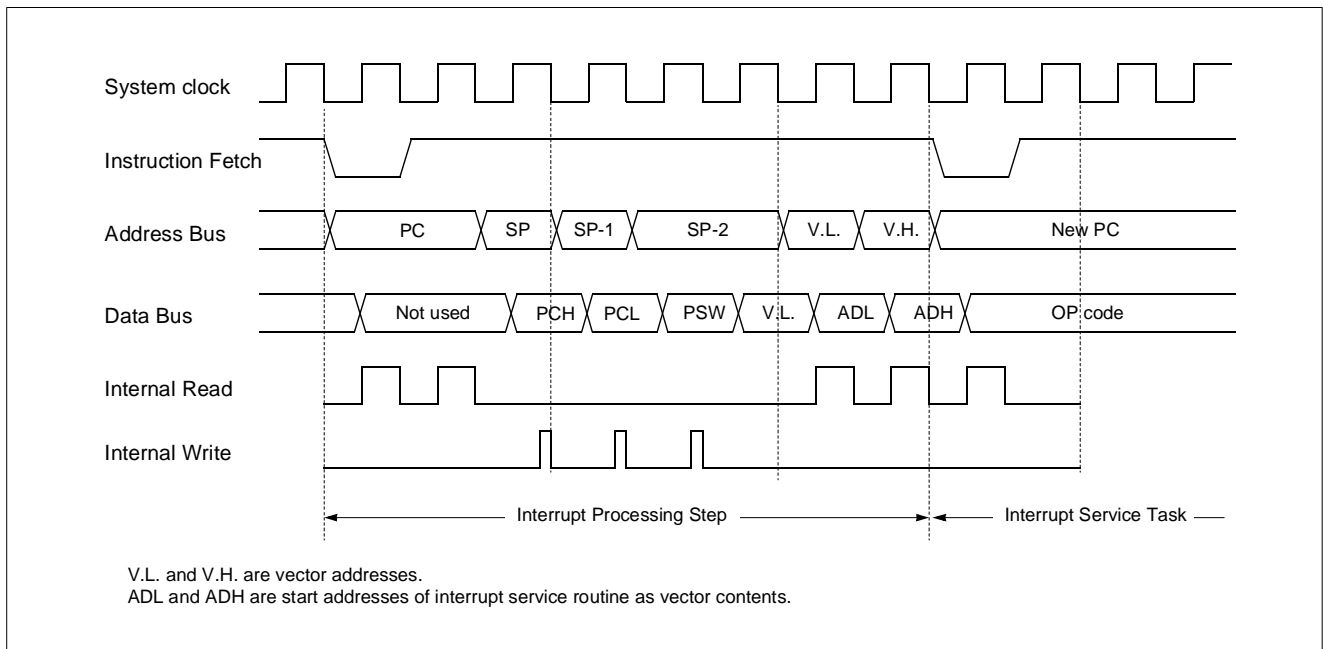 System clock
Instruction Fetch
Address Bus PC SP SP-1 SP-2 V.L. V.H. New PC
Data Bus Not used PCH PCL PSW V.L. ADL ADH OP code
Internal Read
Internal Write
Interrupt Processing Step Interrupt Service Task
V.L. and V.H. are vector addresses.
ADL and ADH are start addresses of interrupt service routine as vector contents.